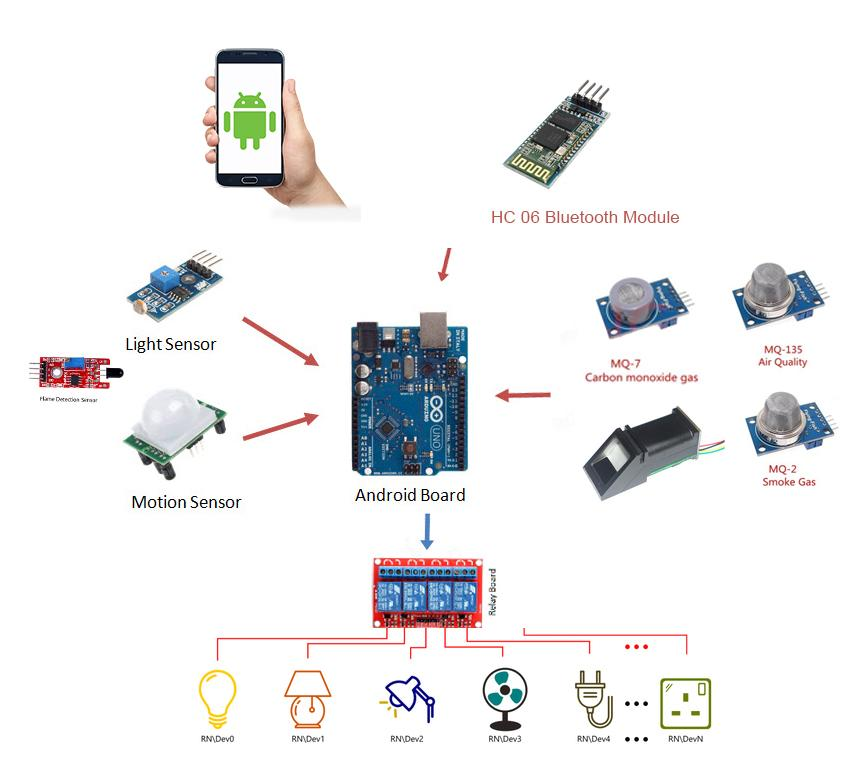 HC 06 Bluetooth Module
Light Sensor
Flame Detection Sensor
Motion Sensor
ARDUINO
UNO
Android Board
MQ-7
Carbon monoxide gas
MQ-135
Air Quality
MQ-2
Smoke Gas
Relay Board
RN\Dev0
RN\Dev1
RN\Dev2
RN\Dev3
RN\Dev4
RN\DevN